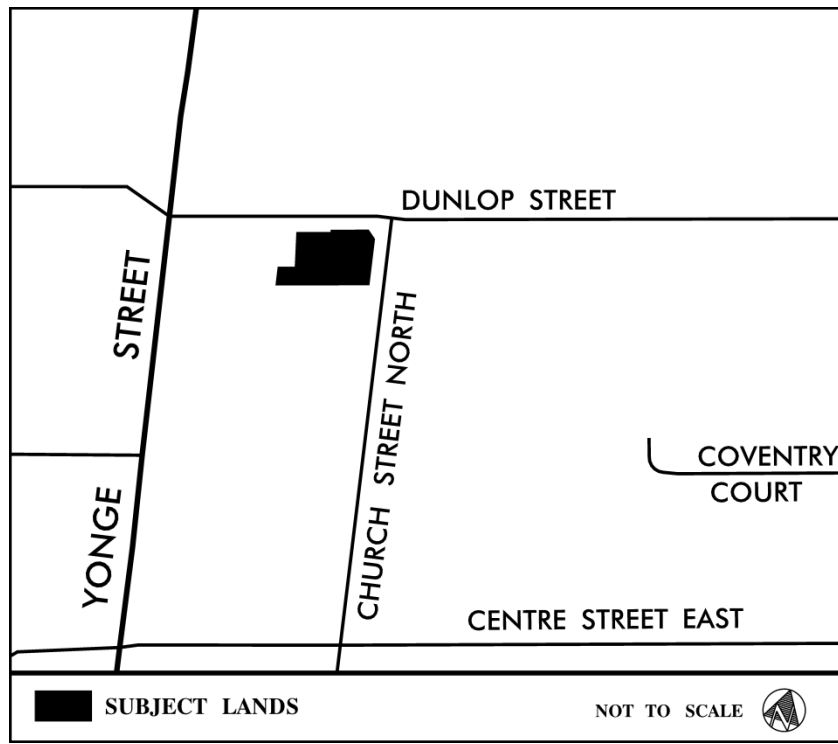 DUNLOP STREET
YONGE STREET
CHURCH STREET NORTH
COVENTRY
COURT
CENTRE STREET EAST
SUBJECT LANDS
NOT TO SCALE